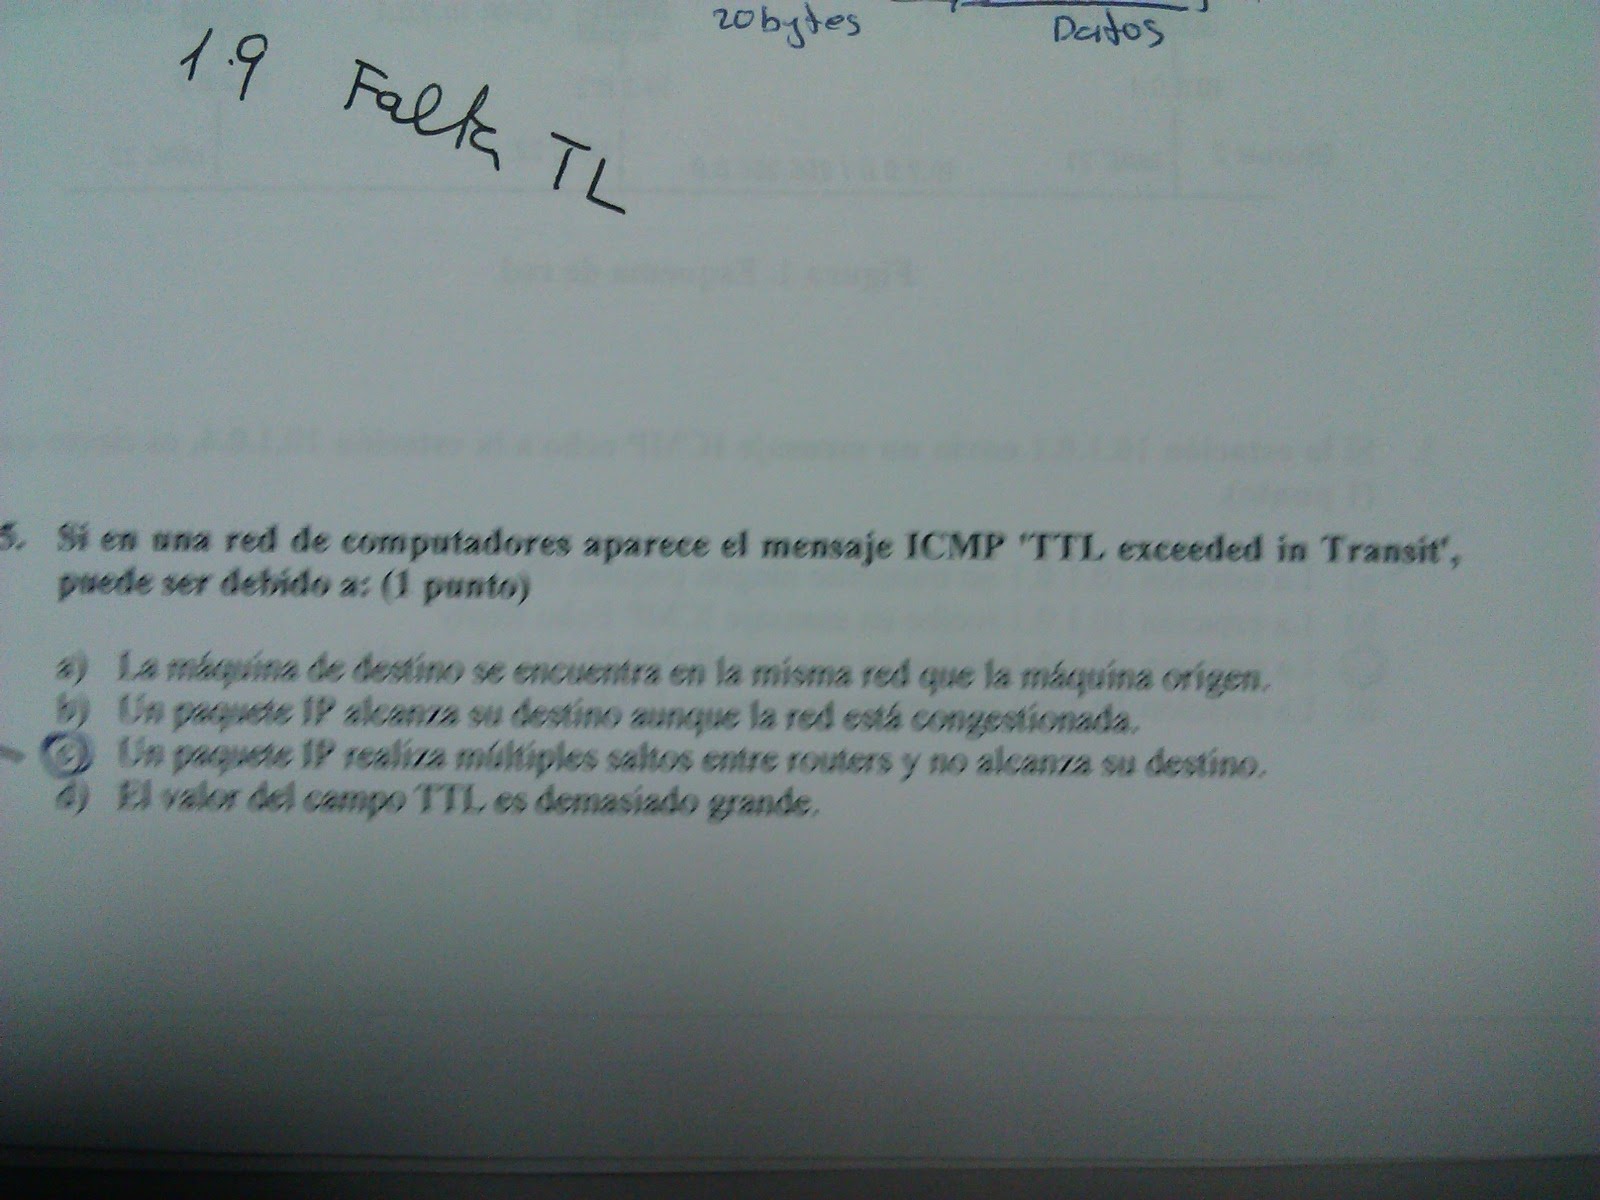 20bytes Datos
1.9 Falta TL
5. Si en una red de computadores aparece el mensaje ICMP 'TTL exceeded in Transit',
puede ser debido a: (1 punto)
a) La máquina de destino se encuentra en la misma red que la máquina origen.
b) Un paquete IP alcanza su destino aunque la red está congestionada.
c) Un paquete IP realiza múltiples saltos entre routers y no alcanza su destino.
d) El valor del campo TTL es demasiado grande.